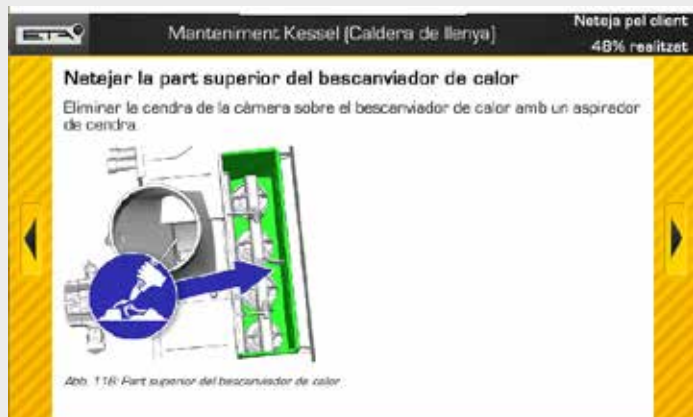 ETA
Manteniment Kessel (Caldera de llenya)
Neteja pel client
48% realitzat
Netejar la part superior del bescanviador de calor
Eliminar la cendra de la càmera sobre el bescanviador de calor amb un aspirador
de cendra.
Abb. 116: Part superior del bescanviador de calor